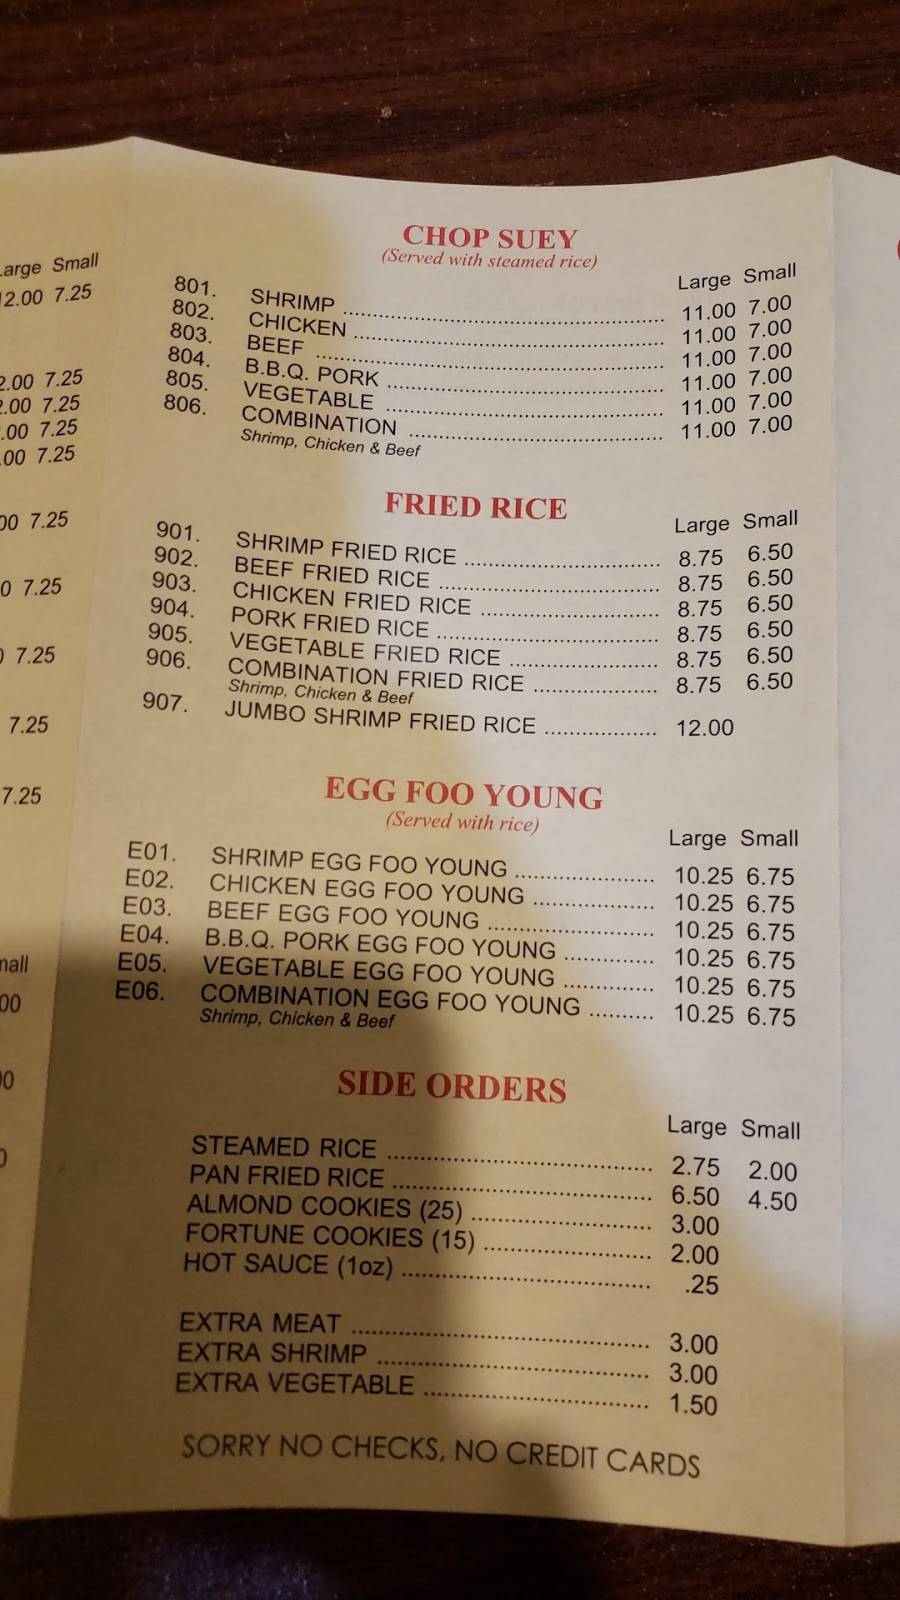 Large Small
12.00 7.25
2.00 7.25
2.00 7.25
.00 7.25
.00 7.25
00 7.25
0 7.25
7.25
7.25
7.25
00
00
CHOP SUEY
(Served with steamed rice)
Large Small
801. SHRIMP 11.00 7.00
802. CHICKEN 11.00 7.00
803. BEEF 11.00 7.00
804. B.B.Q. PORK 11.00 7.00
805. VEGETABLE 11.00 7.00
806. COMBINATION 11.00 7.00
Shrimp, Chicken & Beef
FRIED RICE
Large Small
901. SHRIMP FRIED RICE 8.75 6.50
902. BEEF FRIED RICE 8.75 6.50
903. CHICKEN FRIED RICE 8.75 6.50
904. PORK FRIED RICE 8.75 6.50
905. VEGETABLE FRIED RICE 8.75 6.50
906. COMBINATION FRIED RICE 8.75 6.50
Shrimp, Chicken & Beef
907. JUMBO SHRIMP FRIED RICE 12.00
EGG FOO YOUNG
(Served with rice)
Large Small
E01. SHRIMP EGG FOO YOUNG 10.25 6.75
E02. CHICKEN EGG FOO YOUNG 10.25 6.75
E03. BEEF EGG FOO YOUNG 10.25 6.75
E04. B.B.Q. PORK EGG FOO YOUNG 10.25 6.75
E05. VEGETABLE EGG FOO YOUNG 10.25 6.75
E06. COMBINATION EGG FOO YOUNG 10.25 6.75
Shrimp, Chicken & Beef
SIDE ORDERS
Large Small
STEAMED RICE 2.75 2.00
PAN FRIED RICE 6.50 4.50
ALMOND COOKIES (25) 3.00
FORTUNE COOKIES (15) 2.00
HOT SAUCE (1oz) .25
EXTRA MEAT 3.00
EXTRA SHRIMP 3.00
EXTRA VEGETABLE 1.50
SORRY NO CHECKS, NO CREDIT CARDS